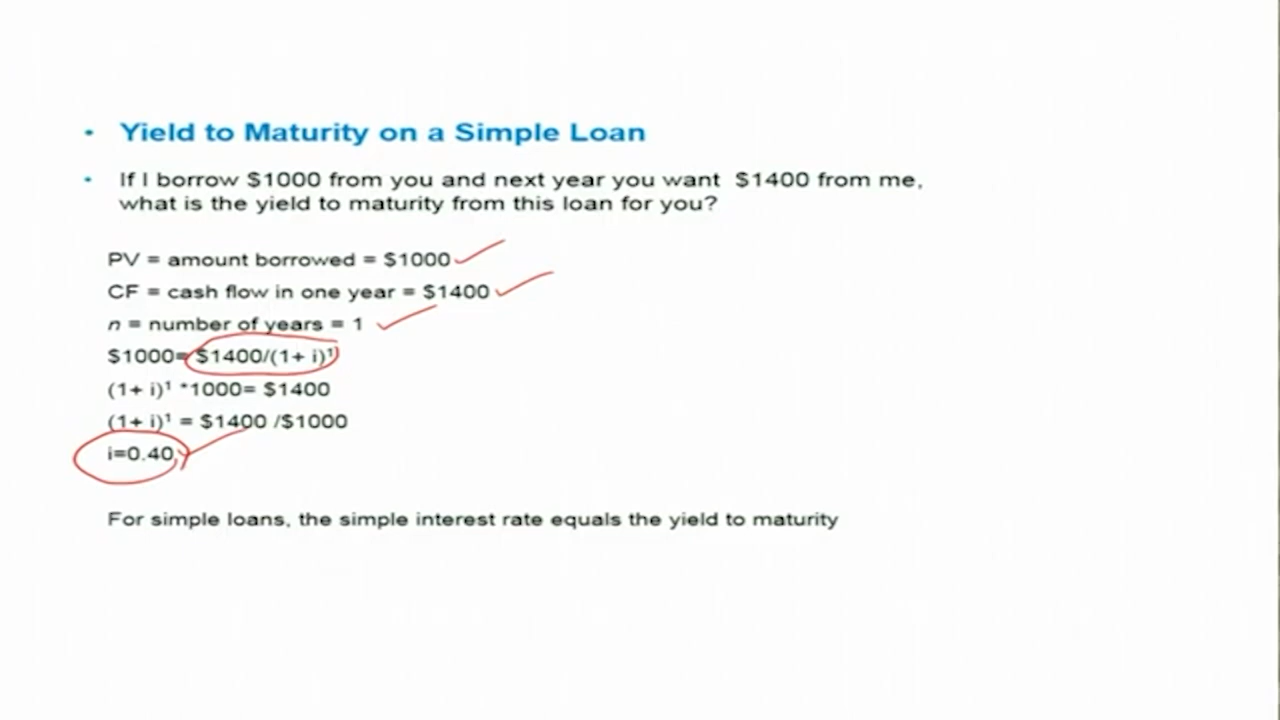 • Yield to Maturity on a Simple Loan
• If I borrow $1000 from you and next year you want $1400 from me,
what is the yield to maturity from this loan for you?
PV = amount borrowed = $1000
CF = cash flow in one year = $1400
n = number of years = 1
$1000= $1400/(1+ i)¹
(1+ i)¹ *1000= $1400
(1+ i)¹ = $1400 /$1000
i=0.40
For simple loans, the simple interest rate equals the yield to maturity